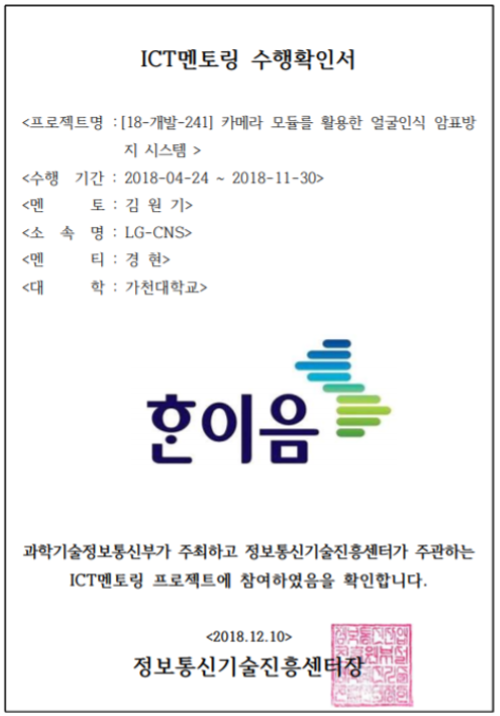 ICT멘토링 수행확인서
<프로젝트명 : [18-개발-241] 카메라 모듈를 활용한 얼굴인식 암표방
지 시스템 >
<수행 기간 : 2018-04-24 ~ 2018-11-30>
<멘 토 : 김 원 기>
<소 속 명 : LG-CNS>
<멘 티 : 경 현>
<대 학 : 가천대학교>
한이음
과학기술정보통신부가 주최하고 정보통신기술진흥센터가 주관하는
ICT멘토링 프로젝트에 참여하였음을 확인합니다.
<2018.12.10>
정보통신기술진흥센터장